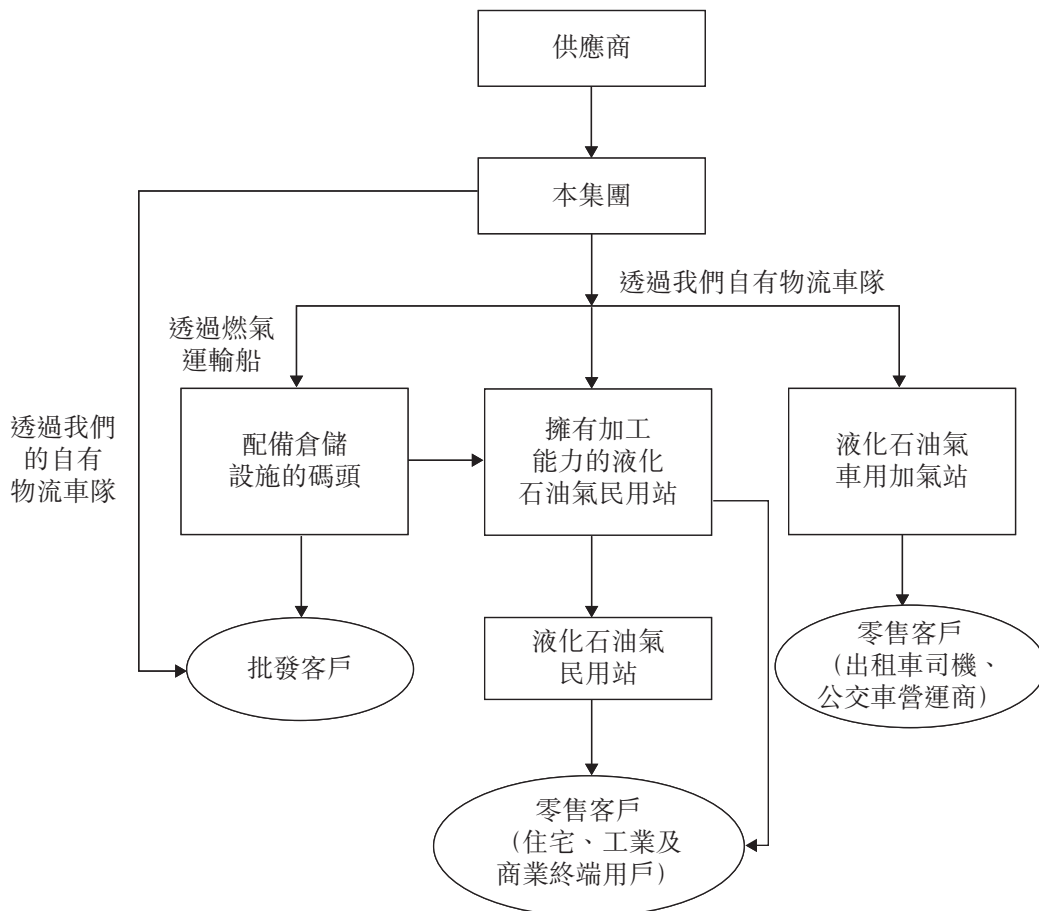 供應商
本集團
透過我們自有物流車隊
透過燃氣
運輸船
透過我們
的自有
物流車隊
配備倉儲
設施的碼頭
擁有加工
能力的液化
石油氣民用站
液化石油氣
車用加氣站
批發客戶
液化石油氣
民用站
零售客戶
（出租車司機、
公交車營運商）
零售客戶
（住宅、工業及
商業終端用戶）